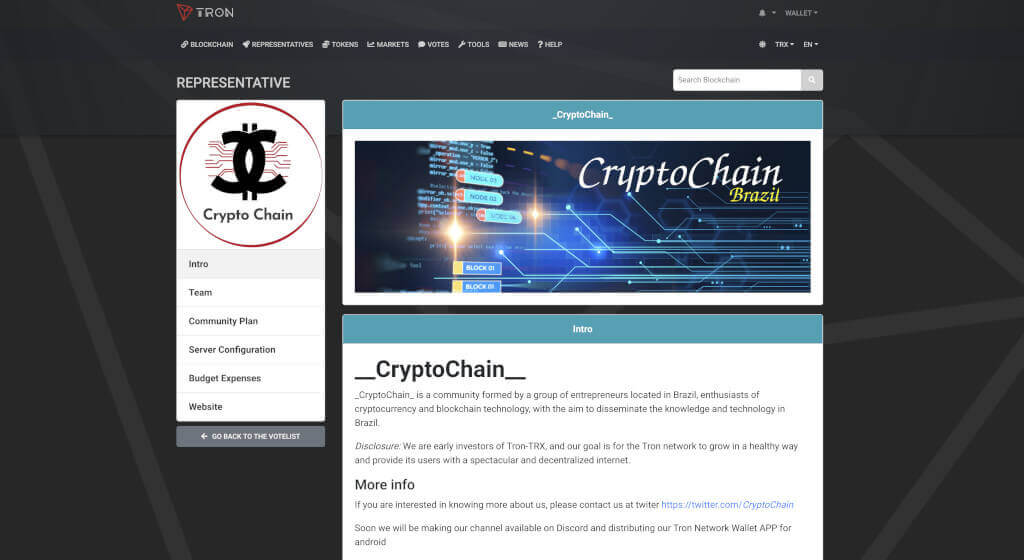 TRON
WALLET
BLOCKCHAIN REPRESENTATIVES TOKENS MARKETS VOTES TOOLS NEWS HELP TRX EN
REPRESENTATIVE
Search Blockchain
Crypto Chain
Intro
Team
Community Plan
Server Configuration
Budget Expenses
Website
GO BACK TO THE VOTELIST
_CryptoChain_
NODE 03
NODE 02
NODE 04
CryptoChain
Brazil
BLOCK 01
BLOCK 01
Intro
__CryptoChain__
_CryptoChain_ is a community formed by a group of entrepreneurs located in Brazil, enthusiasts of
cryptocurrency and blockchain technology, with the aim to disseminate the knowledge and technology in
Brazil.
Disclosure: We are early investors of Tron-TRX, and our goal is for the Tron network to grow in a healthy way
and provide its users with a spectacular and decentralized internet.
More info
If you are interested in knowing more about us, please contact us at twiter https://twitter.com/CryptoChain
Soon we will be making our channel available on Discord and distributing our Tron Network Wallet APP for
android